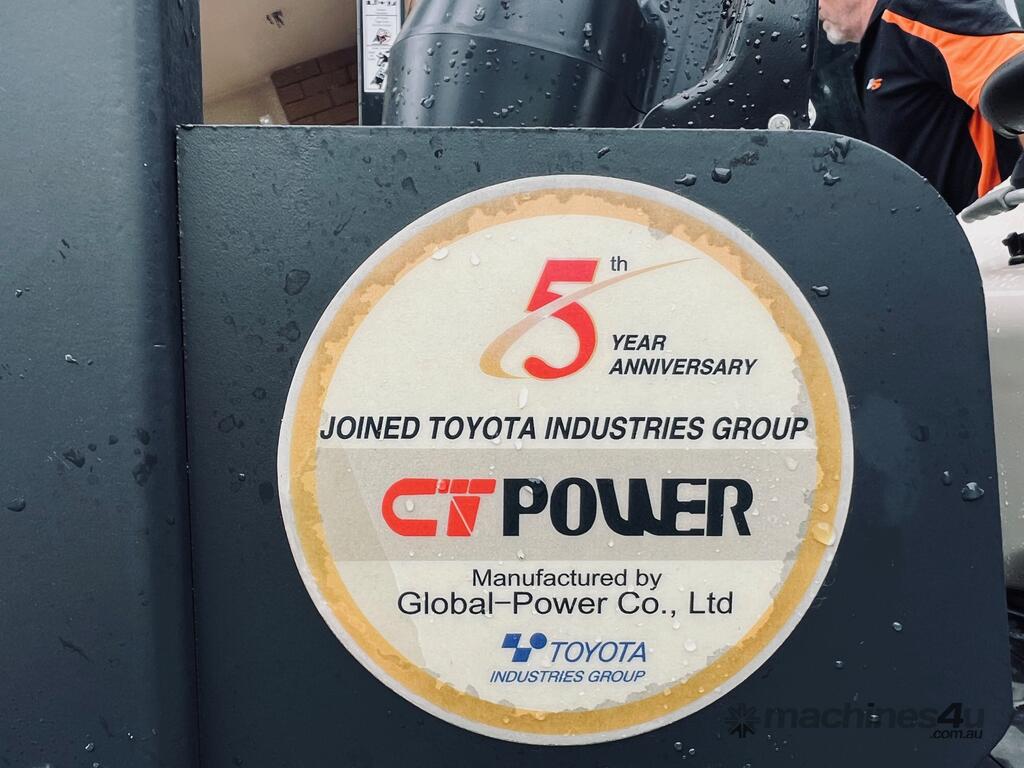 5th
YEAR
ANNIVERSARY
JOINED TOYOTA INDUSTRIES GROUP
CT POWER
Manufactured by
Global-Power Co., Ltd
TOYOTA
INDUSTRIES GROUP
machines4u
.com.au